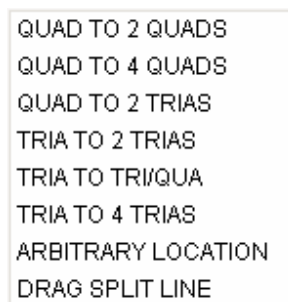 QUAD TO 2 QUADS
QUAD TO 4 QUADS
QUAD TO 2 TRIAS
TRIA TO 2 TRIAS
TRIA TO TRI/QUA
TRIA TO 4 TRIAS
ARBITRARY LOCATION
DRAG SPLIT LINE